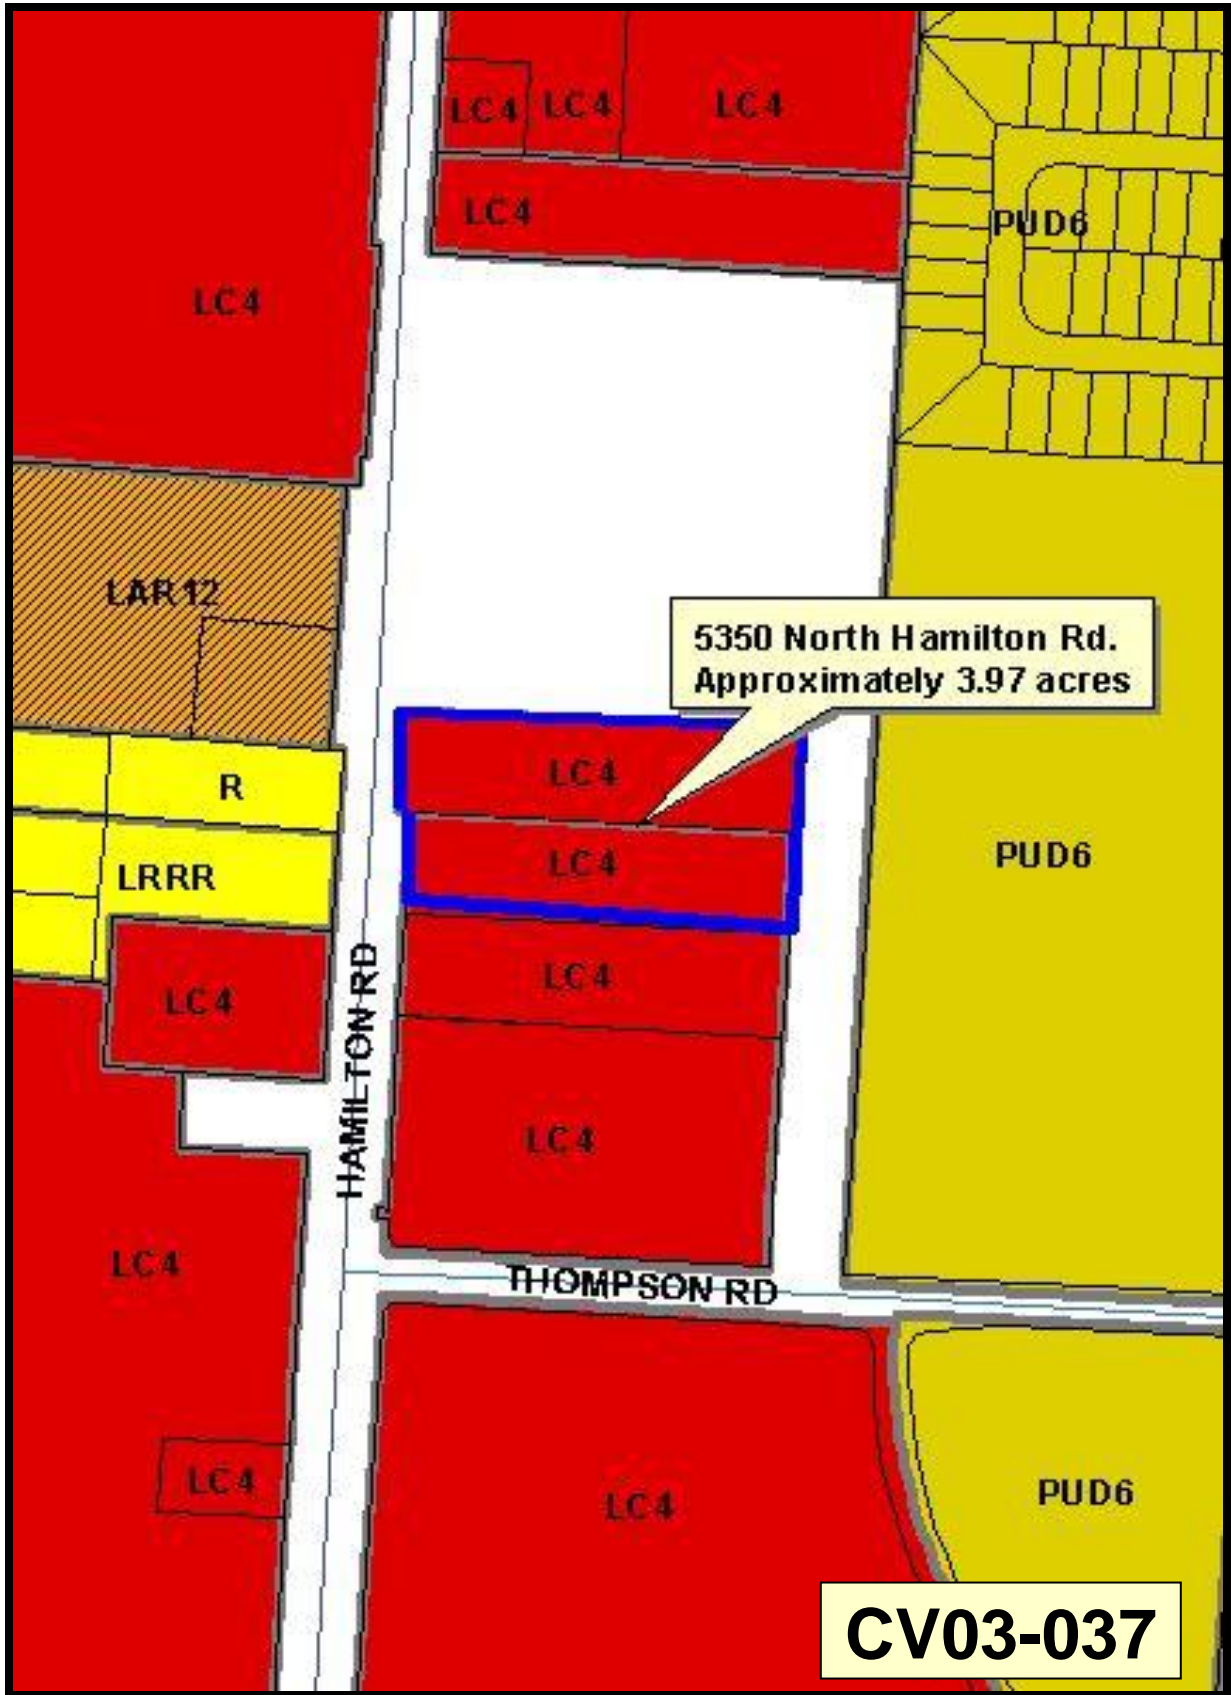 LC4
LC4
LC4
LC4
PUD6
LC4
LAR12
5350 North Hamilton Rd.
Approximately 3.97 acres
R
LC4
LRRR
LC4
PUD6
LC4
LC4
HAMILTON RD
LC4
LC4
THOMPSON RD
LC4
LC4
PUD6
CV03-037